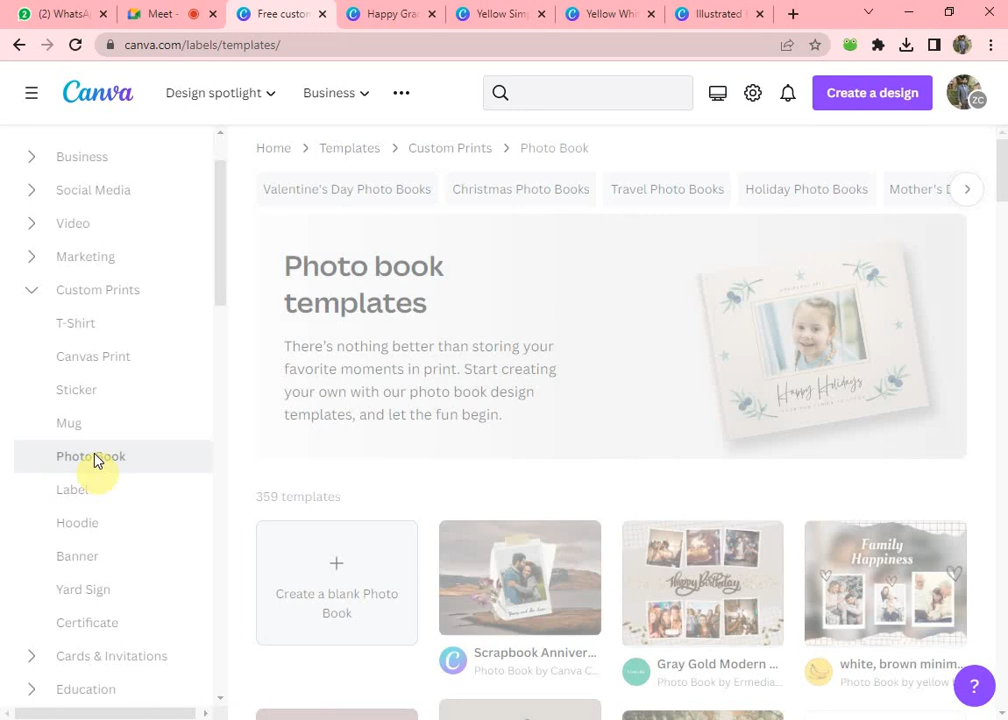 WhatsA
Meet -
Free custon
Happy Gra
Yellow Sim
Yellow Whi
Illustrated
canva.com/labels/templates/
Canva
Design spotlight
Business
Create a design
ZC
Business
Social Media
Video
Marketing
Custom Prints
T-Shirt
Canvas Print
Sticker
Mug
Photo Book
Label
Hoodie
Banner
Yard Sign
Certificate
Cards & Invitations
Education
Home > Templates > Custom Prints > Photo Book
Valentine's Day Photo Books
Christmas Photo Books
Travel Photo Books
Holiday Photo Books
Mother's D
Photo book
templates
There's nothing better than storing your
favorite moments in print. Start creating
your own with our photo book design
templates, and let the fun begin.
Happy Holidays
359 templates
+
Create a blank Photo
Book
Happy Birthday
Family
Happiness
Scrapbook Anniver...
Photo Book by Canva C...
Gray Gold Modern ...
Photo Book by Ermedia...
white, brown minim...
Photo Book by yellow
?